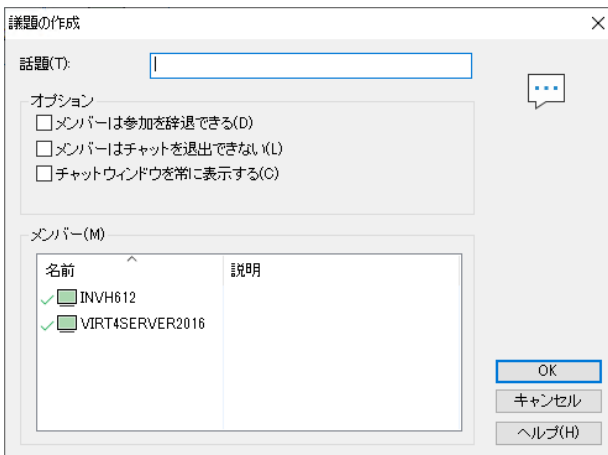 議題の作成
話題(T):
オプション
メンバーは参加を辞退できる(D)
メンバーはチャットを退出できない(L)
チャットウィンドウを常に表示する(C)
メンバー(M)
名前 説明
INVH612
VIRT4SERVER2016
OK
キャンセル
ヘルプ(H)